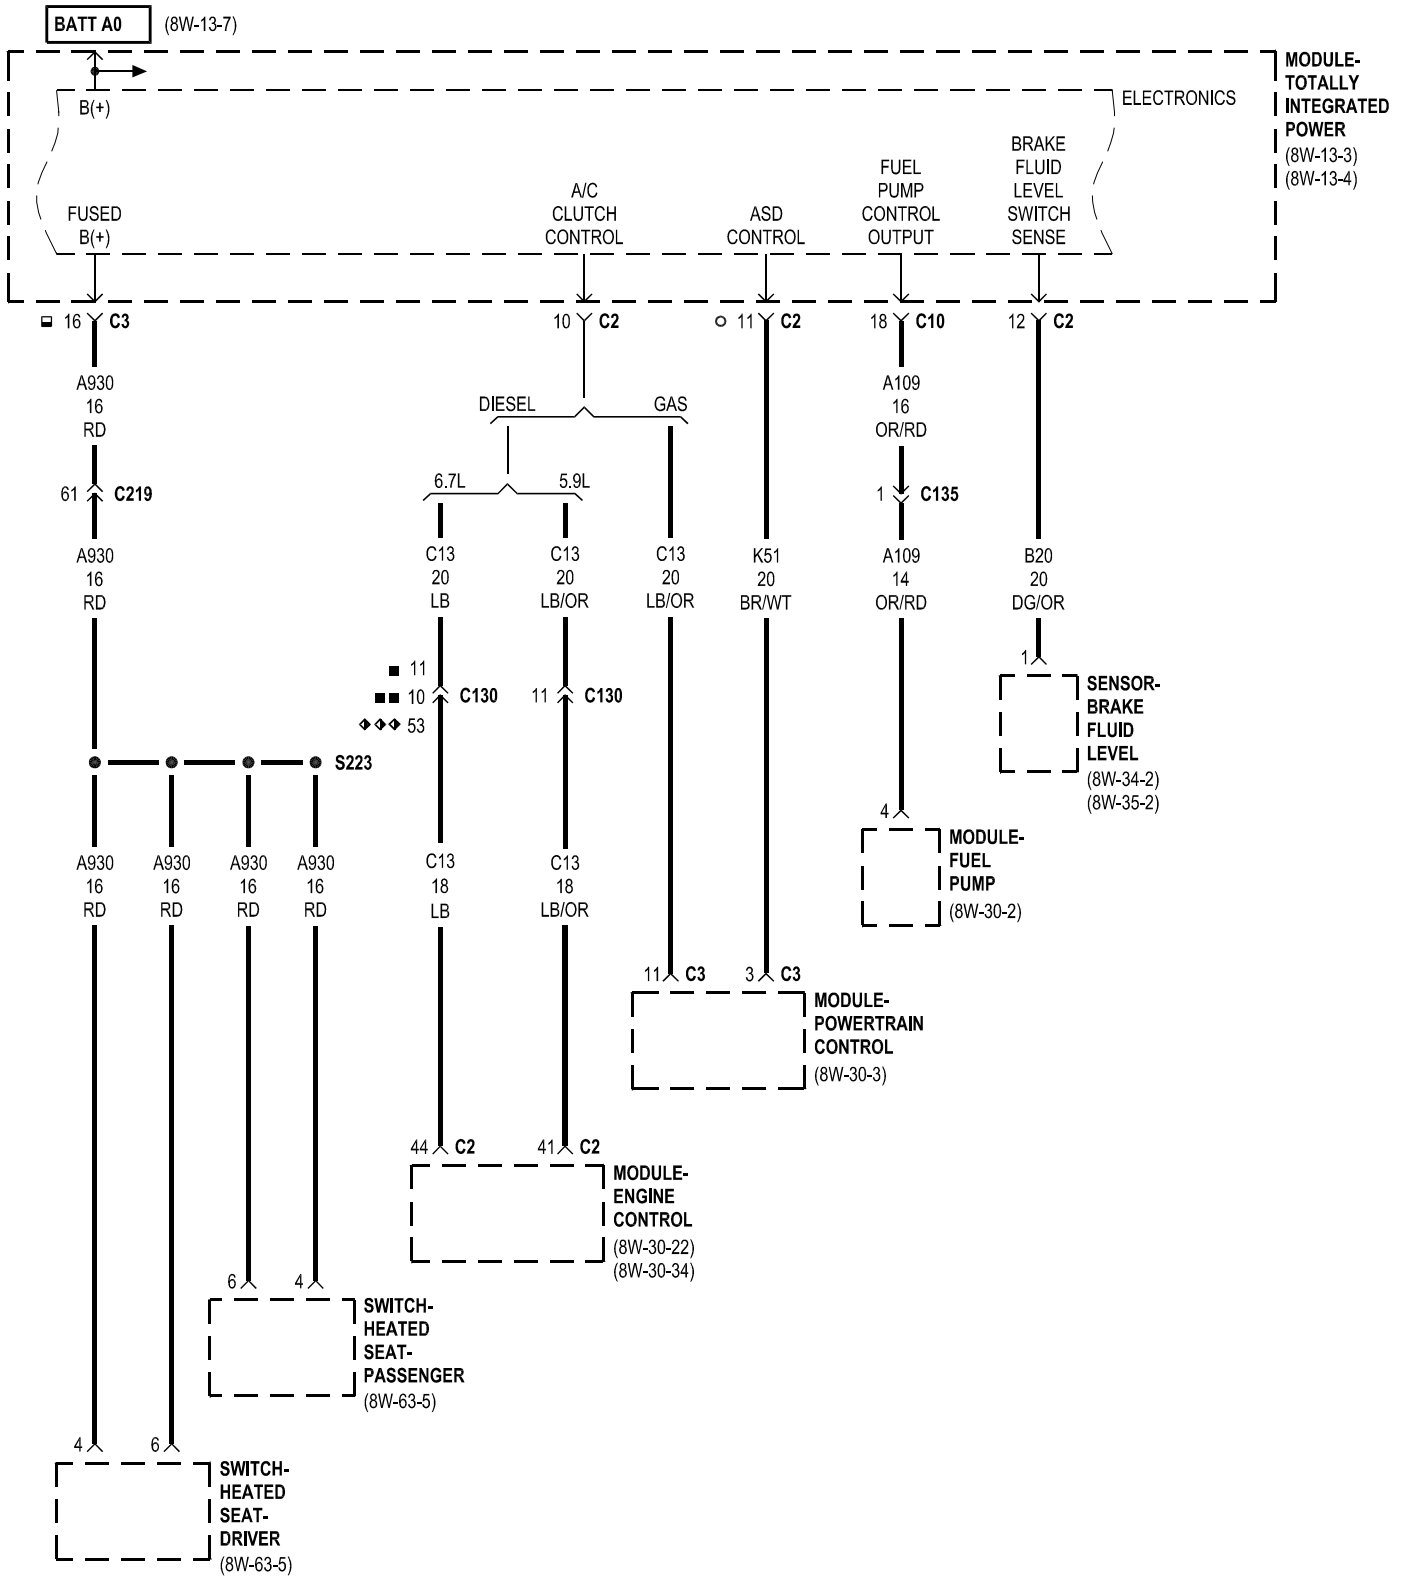 BATT A0 (8W-13-7)
MODULE-
TOTALLY
INTEGRATED
POWER
(8W-13-3)
(8W-13-4)
B(+)
ELECTRONICS
FUSED
B(+)
A/C
CLUTCH
CONTROL
ASD
CONTROL
FUEL
PUMP
CONTROL
OUTPUT
BRAKE
FLUID
LEVEL
SWITCH
SENSE
16 C3
10 C2
11 C2
18 C10
12 C2
A930
16
RD
DIESEL
GAS
A109
16
OR/RD
61 C219
6.7L
5.9L
1 C135
A930
16
RD
C13
20
LB
C13
20
LB/OR
C13
20
LB/OR
K51
20
BR/WT
A109
14
OR/RD
B20
20
DG/OR
11
10 C130
53
11 C130
1
SENSOR-
BRAKE
FLUID
LEVEL
(8W-34-2)
(8W-35-2)
S223
4
MODULE-
FUEL
PUMP
(8W-30-2)
A930
16
RD
A930
16
RD
A930
16
RD
A930
16
RD
C13
18
LB
C13
18
LB/OR
11 C3
3 C3
MODULE-
POWERTRAIN
CONTROL
(8W-30-3)
44 C2
41 C2
MODULE-
ENGINE
CONTROL
(8W-30-22)
(8W-30-34)
6
4
SWITCH-
HEATED
SEAT-
PASSENGER
(8W-63-5)
4
6
SWITCH-
HEATED
SEAT-
DRIVER
(8W-63-5)